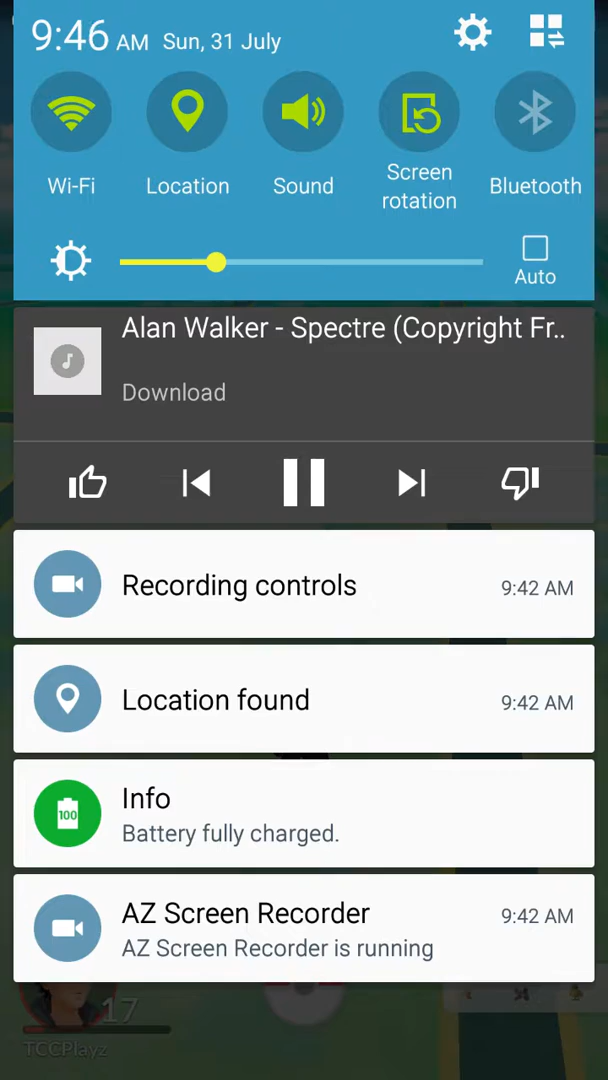 9:46 AM Sun, 31 July
Wi-Fi
Location
Sound
Screen
rotation
Bluetooth
Auto
Alan Walker - Spectre (Copyright Fr..
Download
Recording controls 9:42 AM
Location found 9:42 AM
Info
100
Battery fully charged.
AZ Screen Recorder 9:42 AM
AZ Screen Recorder is running
17
TCCPlayz